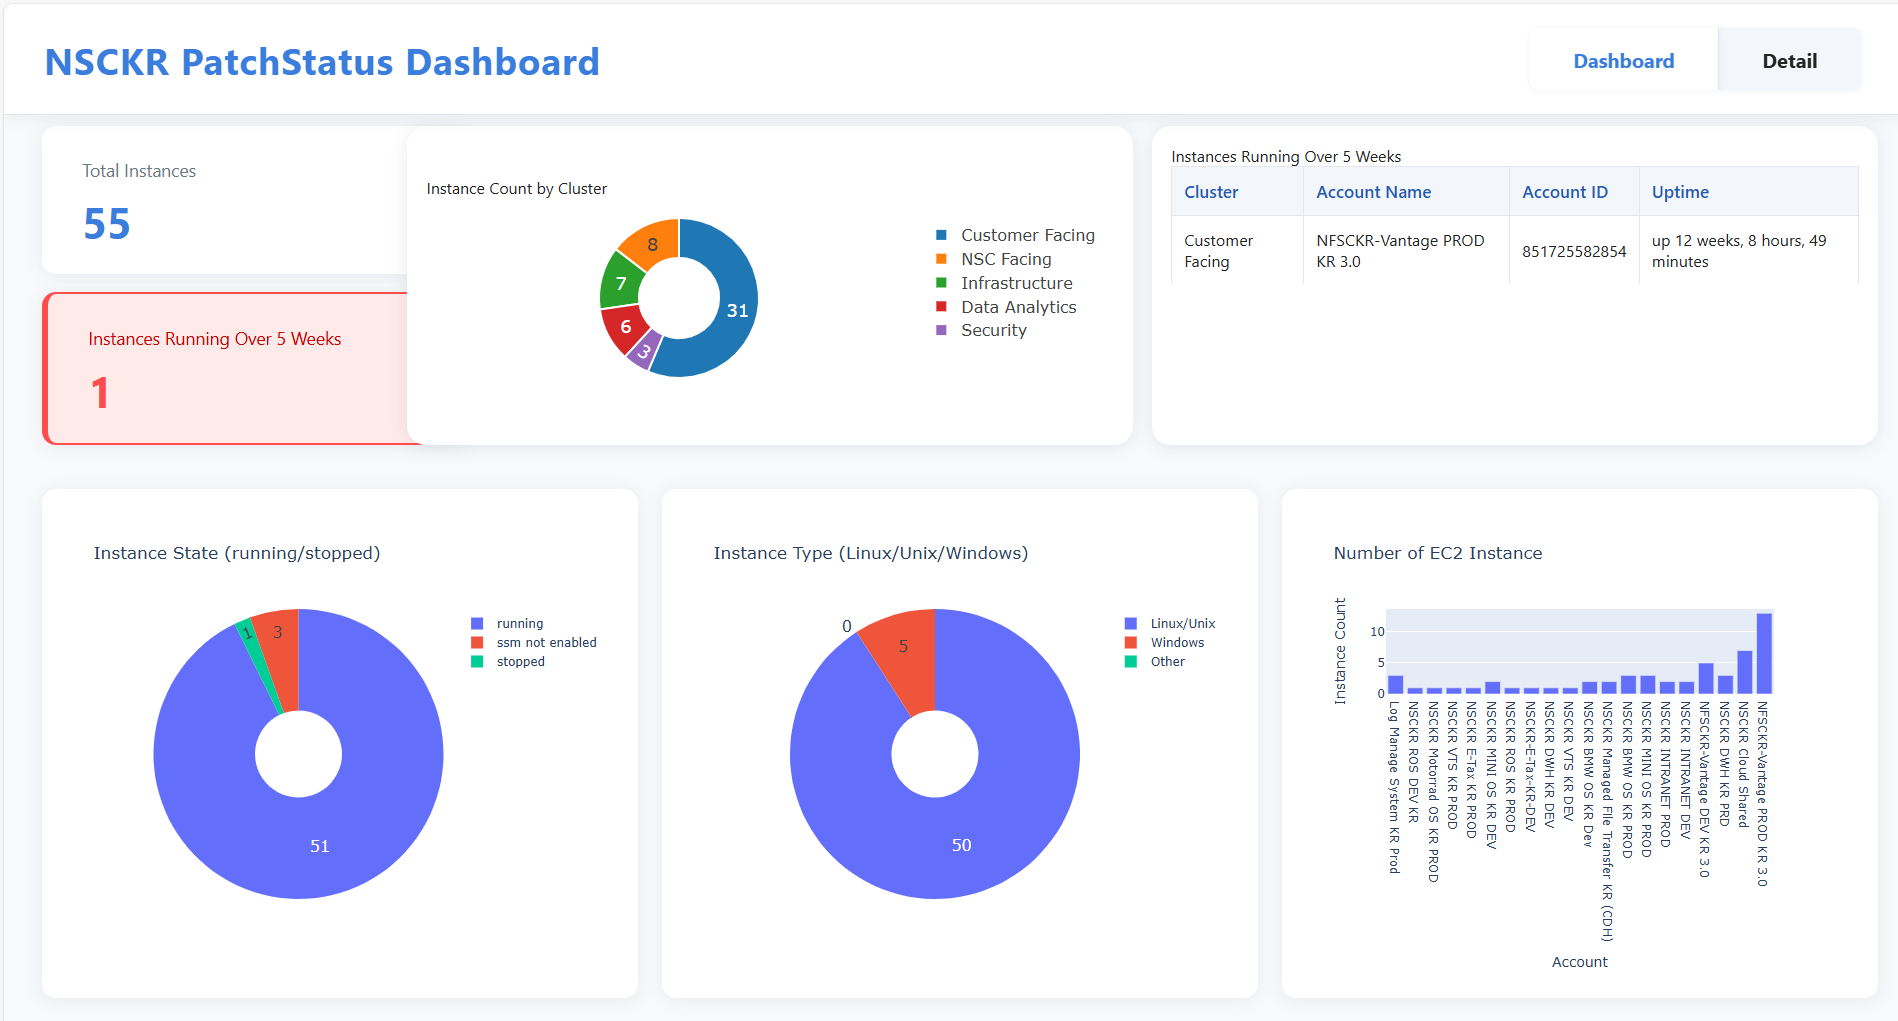 NSCKR PatchStatus Dashboard
Dashboard
Detail
Total Instances
55
Instances Running Over 5 Weeks
1
Instance Count by Cluster
8
7
6
3
31
Customer Facing
NSC Facing
Infrastructure
Data Analytics
Security
Instances Running Over 5 Weeks
Cluster
Account Name
Account ID
Uptime
Customer
Facing
NFSCKR-Vantage PROD
KR 3.0
851725582854
up 12 weeks, 8 hours, 49
minutes
Instance State (running/stopped)
1
3
51
running
ssm not enabled
stopped
Instance Type (Linux/Unix/Windows)
0
5
50
Linux/Unix
Windows
Other
Number of EC2 Instance
Instance Count
10
5
0
Log Manage System KR Prod
NSCKR ROS DEV KR
NSCKR Motorrad OS KR PROD
NSCKR VTS KR PROD
NSCKR E-Tax KR PROD
NSCKR MINI OS KR DEV
NSCKR ROS KR PROD
NSCKR-E-Tax-KR-DEV
NSCKR DWH KR DEV
NSCKR VTS KR DEV
NSCKR BMW OS KR Dev
NSCKR Managed File Transfer KR (CDH)
NSCKR BMW OS KR PROD
NSCKR MINI OS KR PROD
NSCKR INTRANET PROD
NSCKR INTRANET DEV
NFSCKR-Vantage DEV KR 3.0
NSCKR DWH KR PRD
NSCKR Cloud Shared
NFSCKR-Vantage PROD KR 3.0
Account